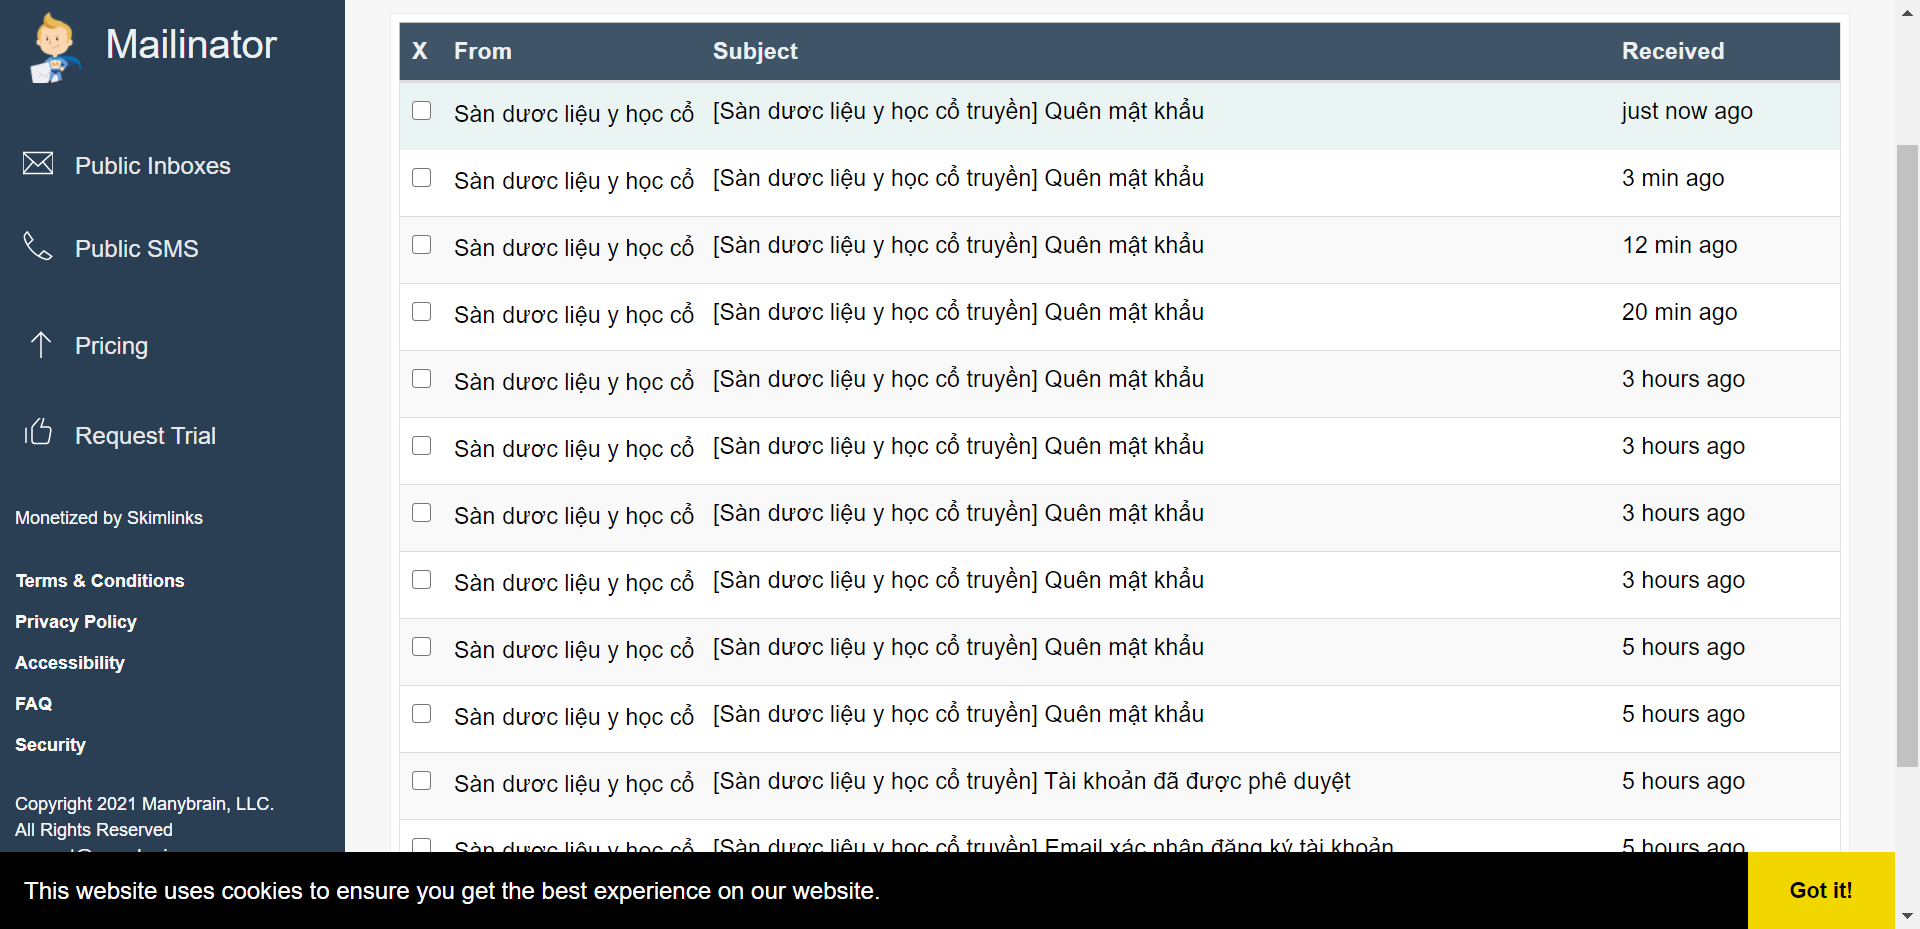 Mailinator
Public Inboxes
Public SMS
Pricing
Request Trial
Monetized by Skimlinks
Terms & Conditions
Privacy Policy
Accessibility
FAQ
Security
Copyright 2021 Manybrain, LLC.
All Rights Reserved
X From Subject Received
Sàn dược liệu y học cổ [Sàn dược liệu y học cổ truyền] Quên mật khẩu just now ago
Sàn dược liệu y học cổ [Sàn dược liệu y học cổ truyền] Quên mật khẩu 3 min ago
Sàn dược liệu y học cổ [Sàn dược liệu y học cổ truyền] Quên mật khẩu 12 min ago
Sàn dược liệu y học cổ [Sàn dược liệu y học cổ truyền] Quên mật khẩu 20 min ago
Sàn dược liệu y học cổ [Sàn dược liệu y học cổ truyền] Quên mật khẩu 3 hours ago
Sàn dược liệu y học cổ [Sàn dược liệu y học cổ truyền] Quên mật khẩu 3 hours ago
Sàn dược liệu y học cổ [Sàn dược liệu y học cổ truyền] Quên mật khẩu 3 hours ago
Sàn dược liệu y học cổ [Sàn dược liệu y học cổ truyền] Quên mật khẩu 3 hours ago
Sàn dược liệu y học cổ [Sàn dược liệu y học cổ truyền] Quên mật khẩu 5 hours ago
Sàn dược liệu y học cổ [Sàn dược liệu y học cổ truyền] Quên mật khẩu 5 hours ago
Sàn dược liệu y học cổ [Sàn dược liệu y học cổ truyền] Tài khoản đã được phê duyệt 5 hours ago
Sàn dược liệu y học cổ [Sàn dược liệu y học cổ truyền] Email xác nhận đăng ký tài khoản 5 hours ago
This website uses cookies to ensure you get the best experience on our website.
Got it!